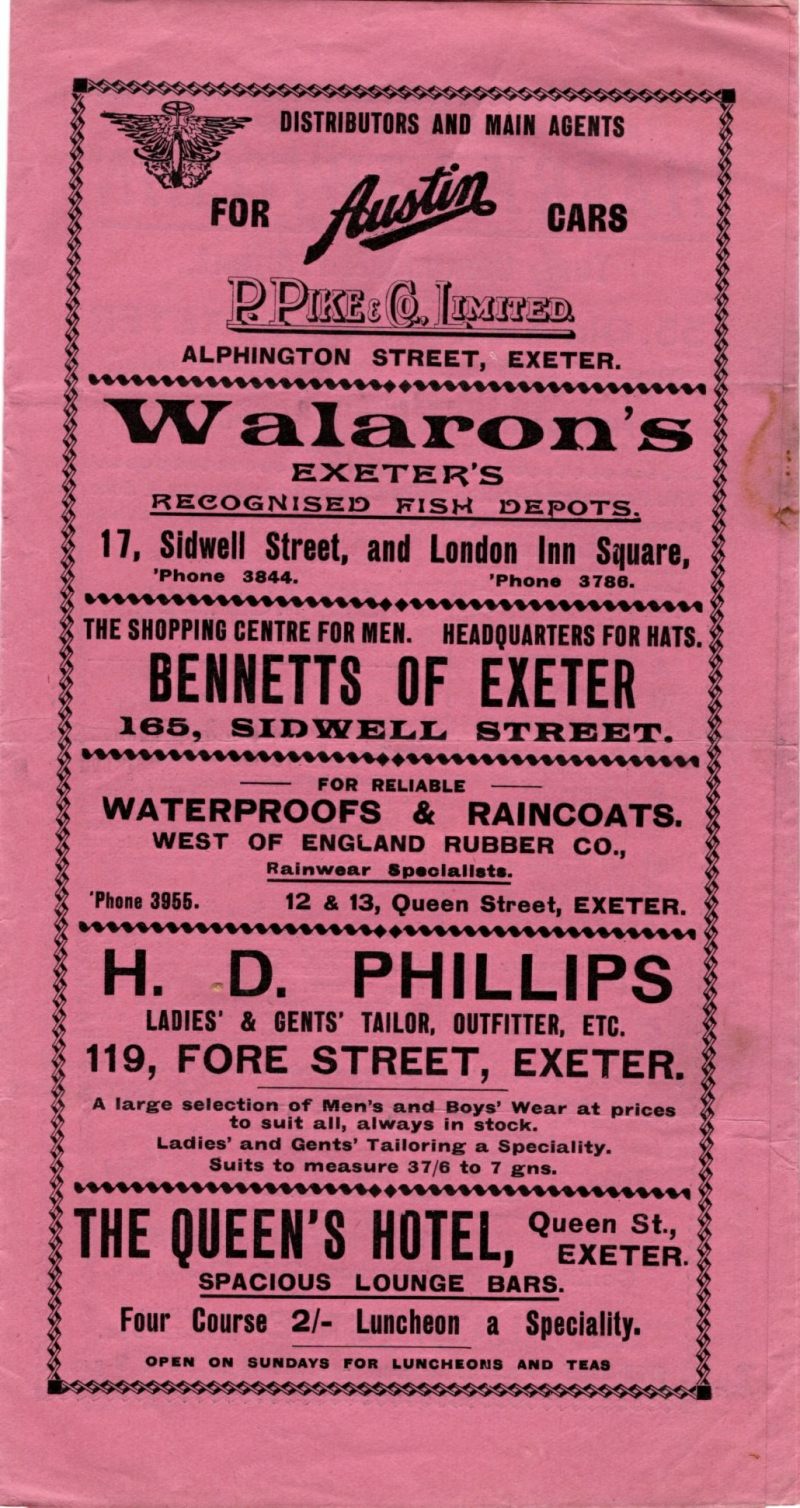 DISTRIBUTORS AND MAIN AGENTS
FOR Austin CARS
P. PIKE & CO., LIMITED.
ALPHINGTON STREET, EXETER.
Walaron's
EXETER'S
RECOGNISED FISH DEPOTS.
17, Sidwell Street, and London Inn Square,
'Phone 3844. 'Phone 3786.
THE SHOPPING CENTRE FOR MEN. HEADQUARTERS FOR HATS.
BENNETTS OF EXETER
165, SIDWELL STREET.
FOR RELIABLE
WATERPROOFS & RAINCOATS.
WEST OF ENGLAND RUBBER CO.,
Rainwear Specialists.
'Phone 3955. 12 & 13, Queen Street, EXETER.
H. D. PHILLIPS
LADIES' & GENTS' TAILOR, OUTFITTER, ETC.
119, FORE STREET, EXETER.
A large selection of Men's and Boys' Wear at prices
to suit all, always in stock.
Ladies' and Gents' Tailoring a Speciality.
Suits to measure 37/6 to 7 gns.
THE QUEEN'S HOTEL, Queen St.,
EXETER.
SPACIOUS LOUNGE BARS.
Four Course 2/- Luncheon a Speciality.
OPEN ON SUNDAYS FOR LUNCHEONS AND TEAS